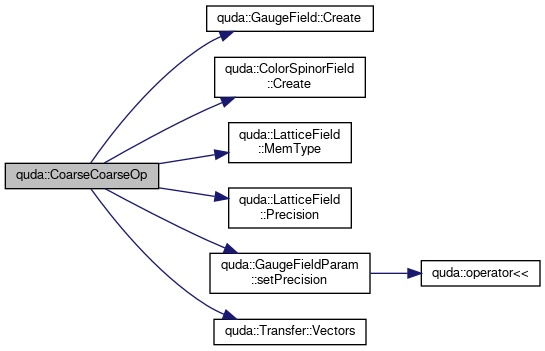 quda::GaugeField::Create
quda::ColorSpinorField
::Create
quda::LatticeField
::MemType
quda::CoarseCoarseOp
quda::LatticeField
::Precision
quda::GaugeFieldParam
::setPrecision
quda::operator<<
quda::Transfer::Vectors